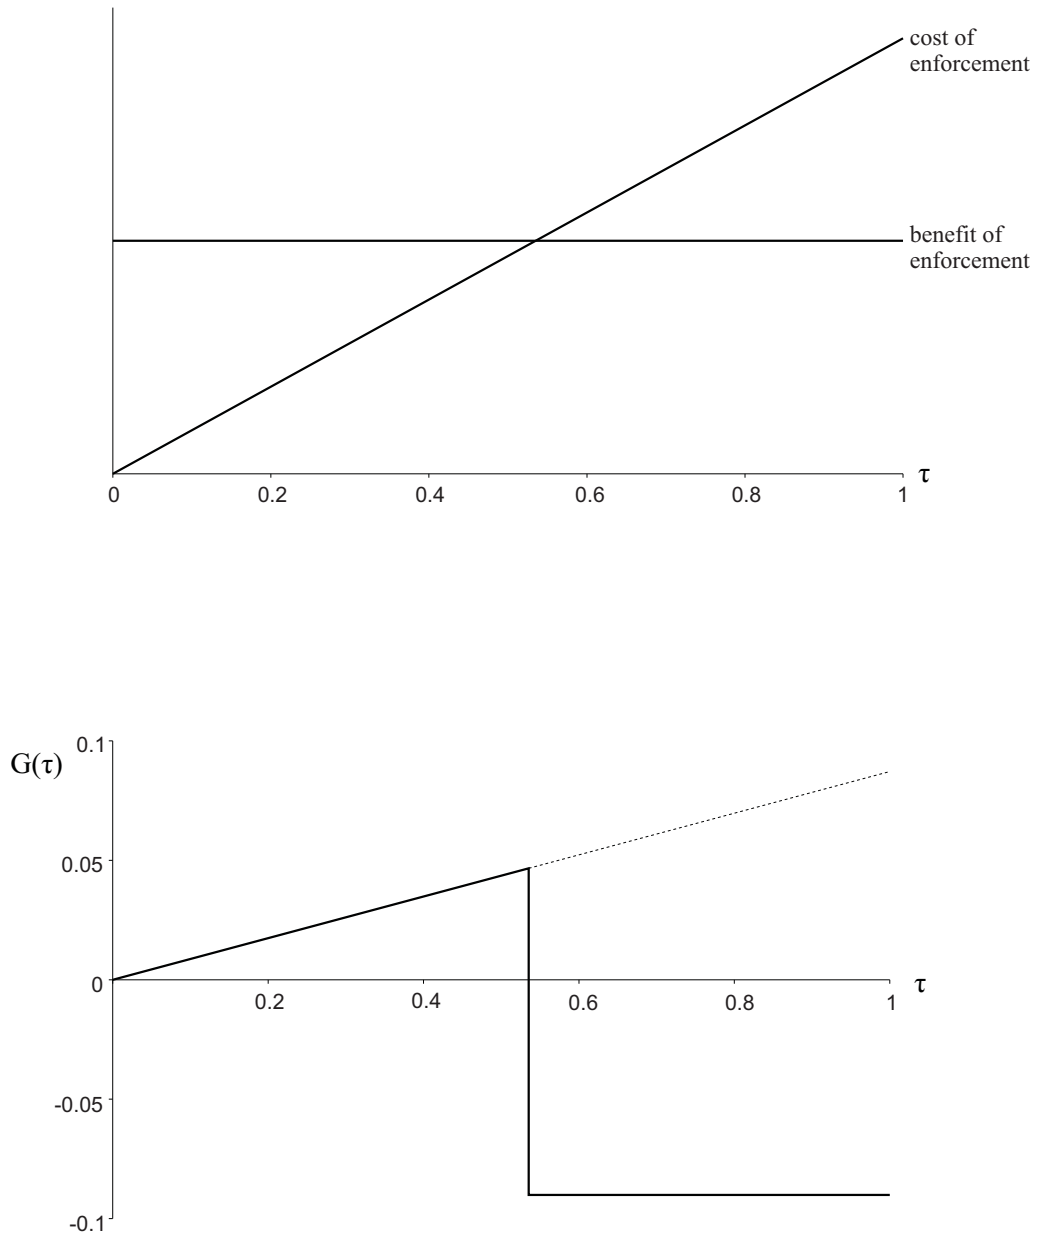 cost of
enforcement
benefit of
enforcement
0 0.2 0.4 0.6 0.8 1 τ
G(τ)
0.1
0.05
0
0.2 0.4 0.6 0.8 1 τ
-0.05
-0.1